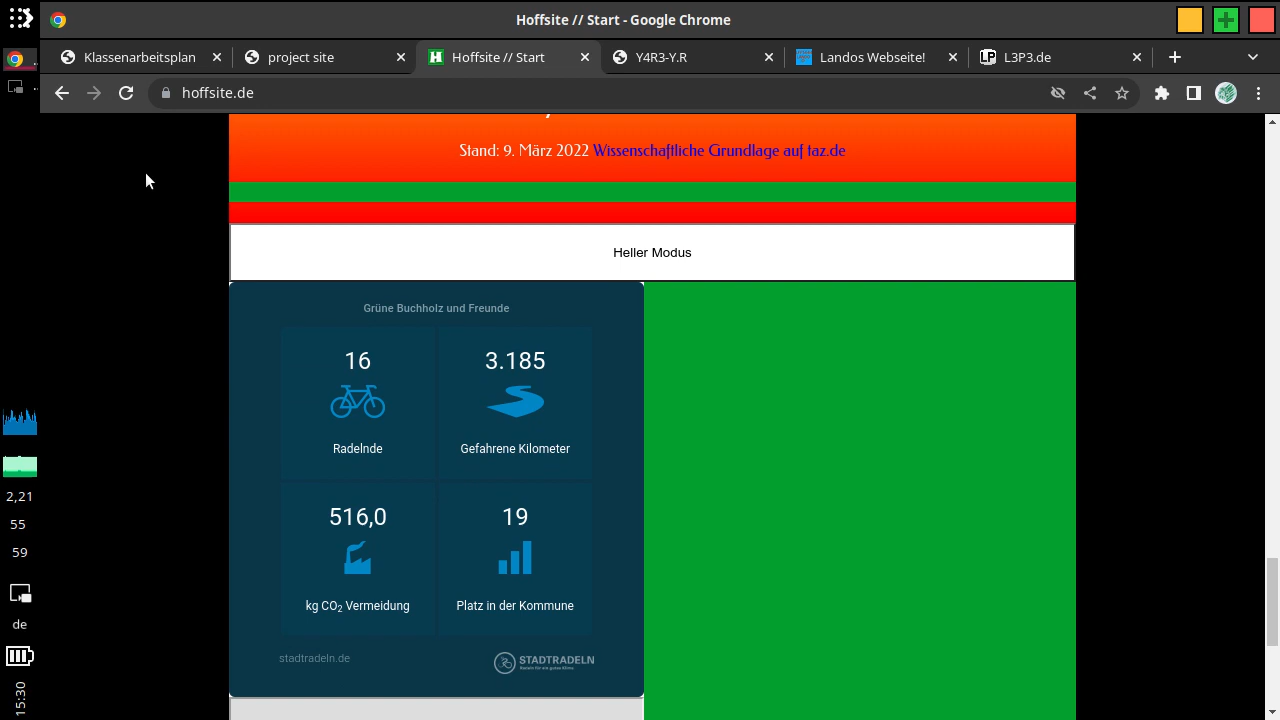 Hoffsite // Start - Google Chrome
Klassenarbeitsplan
project site
Hoffsite // Start
Y4R3-Y.R
Landos Webseite!
L3P3.de
hoffsite.de
Stand: 9. März 2022 Wissenschaftliche Grundlage auf taz.de
Heller Modus
Grüne Buchholz und Freunde
16
3.185
Radelnde
Gefahrene Kilometer
516,0
19
kg CO₂ Vermeidung
Platz in der Kommune
stadtradeln.de
STADTRADELN
2,21
55
59
de
15:30